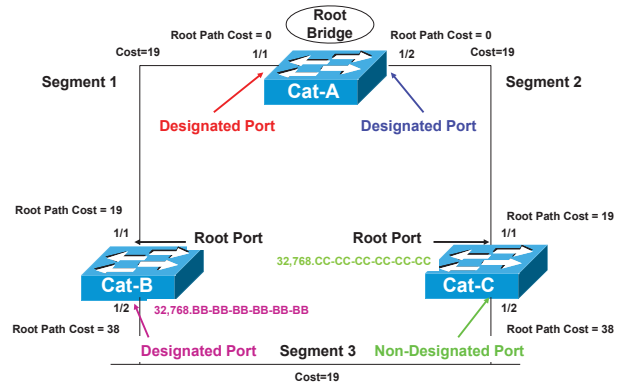 Root
Bridge
Root Path Cost = 0
Root Path Cost = 0
Cost=19
1/1
1/2
Cost=19
Segment 1
Segment 2
Cat-A
Designated Port
Designated Port
Root Path Cost = 19
Root Path Cost = 19
1/1
Root Port
Root Port
1/1
32,768.CC-CC-CC-CC-CC-CC
Cat-B
Cat-C
1/2
32,768.BB-BB-BB-BB-BB-BB
1/2
Root Path Cost = 38
Root Path Cost = 38
Designated Port
Segment 3
Non-Designated Port
Cost=19